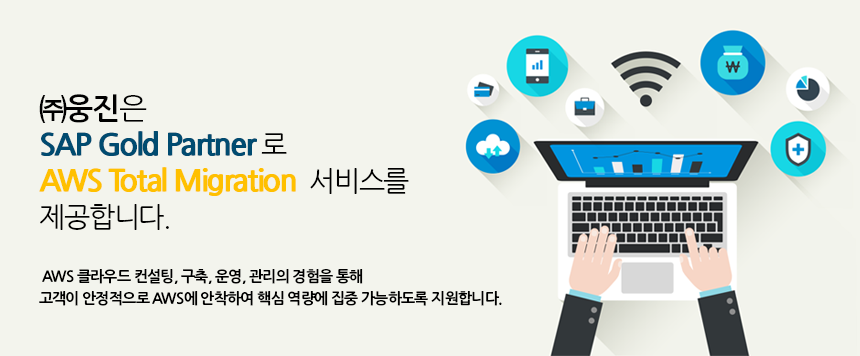 ㈜웅진은
SAP Gold Partner 로
AWS Total Migration 서비스를
제공합니다.
AWS 클라우드 컨설팅, 구축, 운영, 관리의 경험을 통해
고객이 안정적으로 AWS에 안착하여 핵심 역량에 집중 가능하도록 지원합니다.
₩